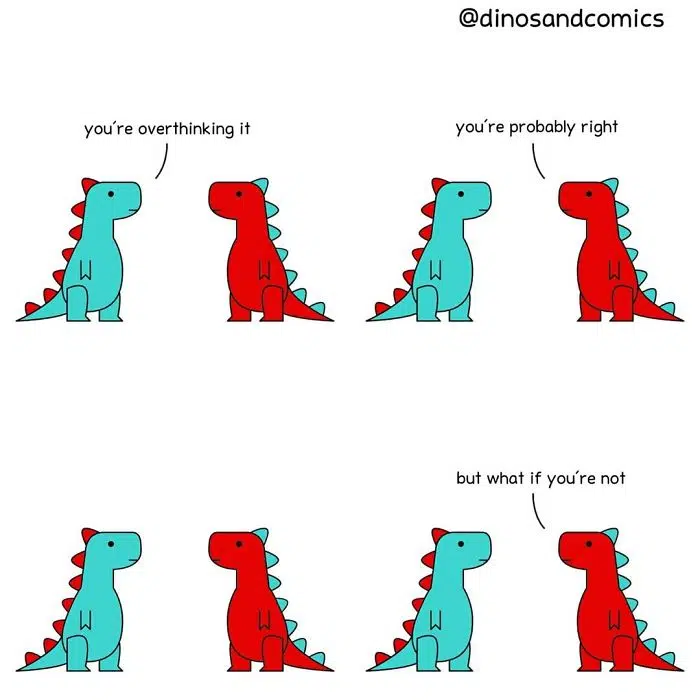 @dinosandcomics
you´re overthinking it
you´re probably right
but what if you´re not